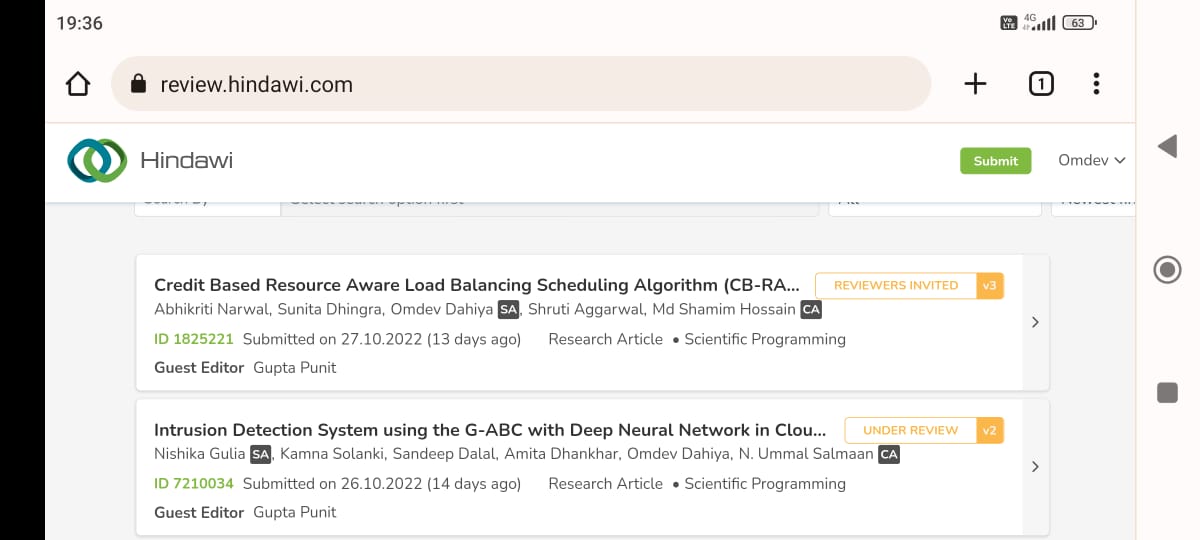 19:36
Vo LTE 4G 63
review.hindawi.com
1
Hindawi
Submit
Omdev
Credit Based Resource Aware Load Balancing Scheduling Algorithm (CB-RA...
REVIEWERS INVITED v3
Abhikriti Narwal, Sunita Dhingra, Omdev Dahiya SA, Shruti Aggarwal, Md Shamim Hossain CA
ID 1825221 Submitted on 27.10.2022 (13 days ago) Research Article • Scientific Programming
Guest Editor Gupta Punit
Intrusion Detection System using the G-ABC with Deep Neural Network in Clou...
UNDER REVIEW v2
Nishika Gulia SA, Kamna Solanki, Sandeep Dalal, Amita Dhankhar, Omdev Dahiya, N. Ummal Salmaan CA
ID 7210034 Submitted on 26.10.2022 (14 days ago) Research Article • Scientific Programming
Guest Editor Gupta Punit